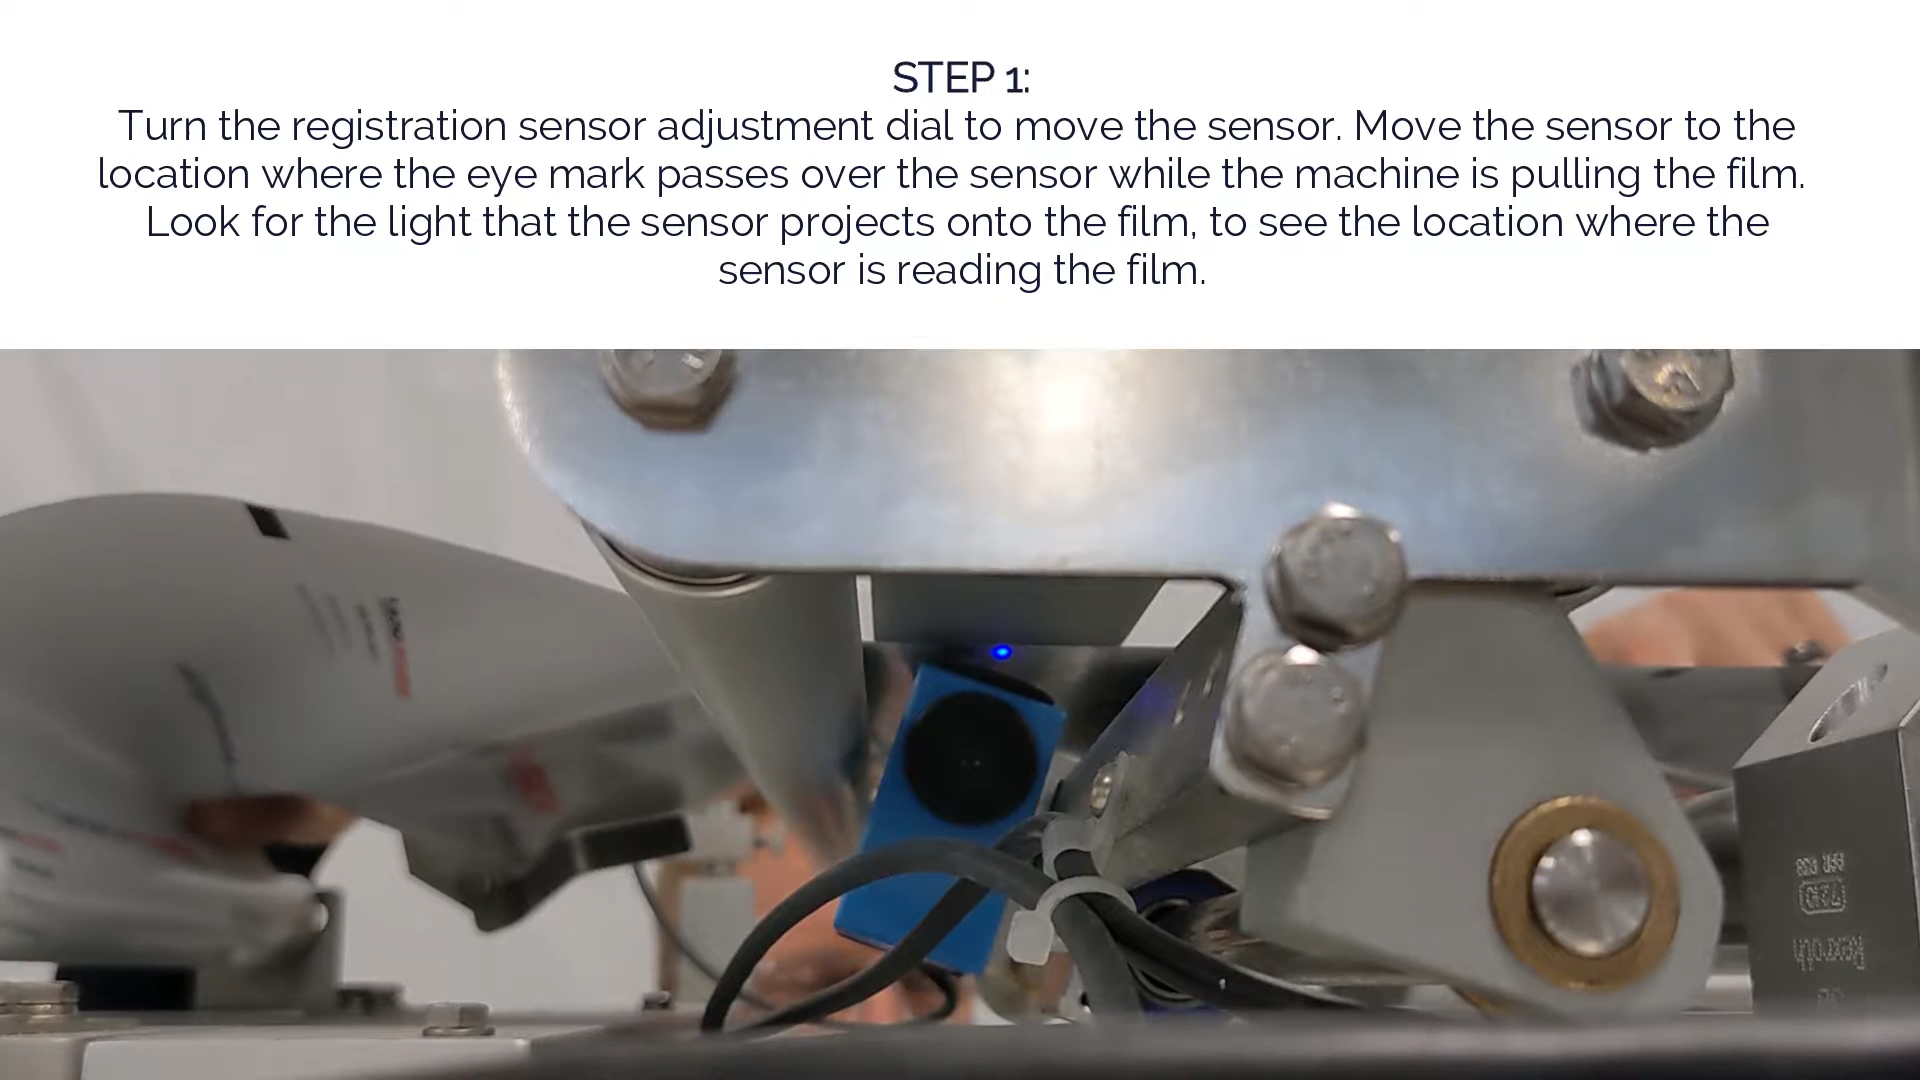 STEP 1:
Turn the registration sensor adjustment dial to move the sensor. Move the sensor to the
location where the eye mark passes over the sensor while the machine is pulling the film.
Look for the light that the sensor projects onto the film, to see the location where the
sensor is reading the film.